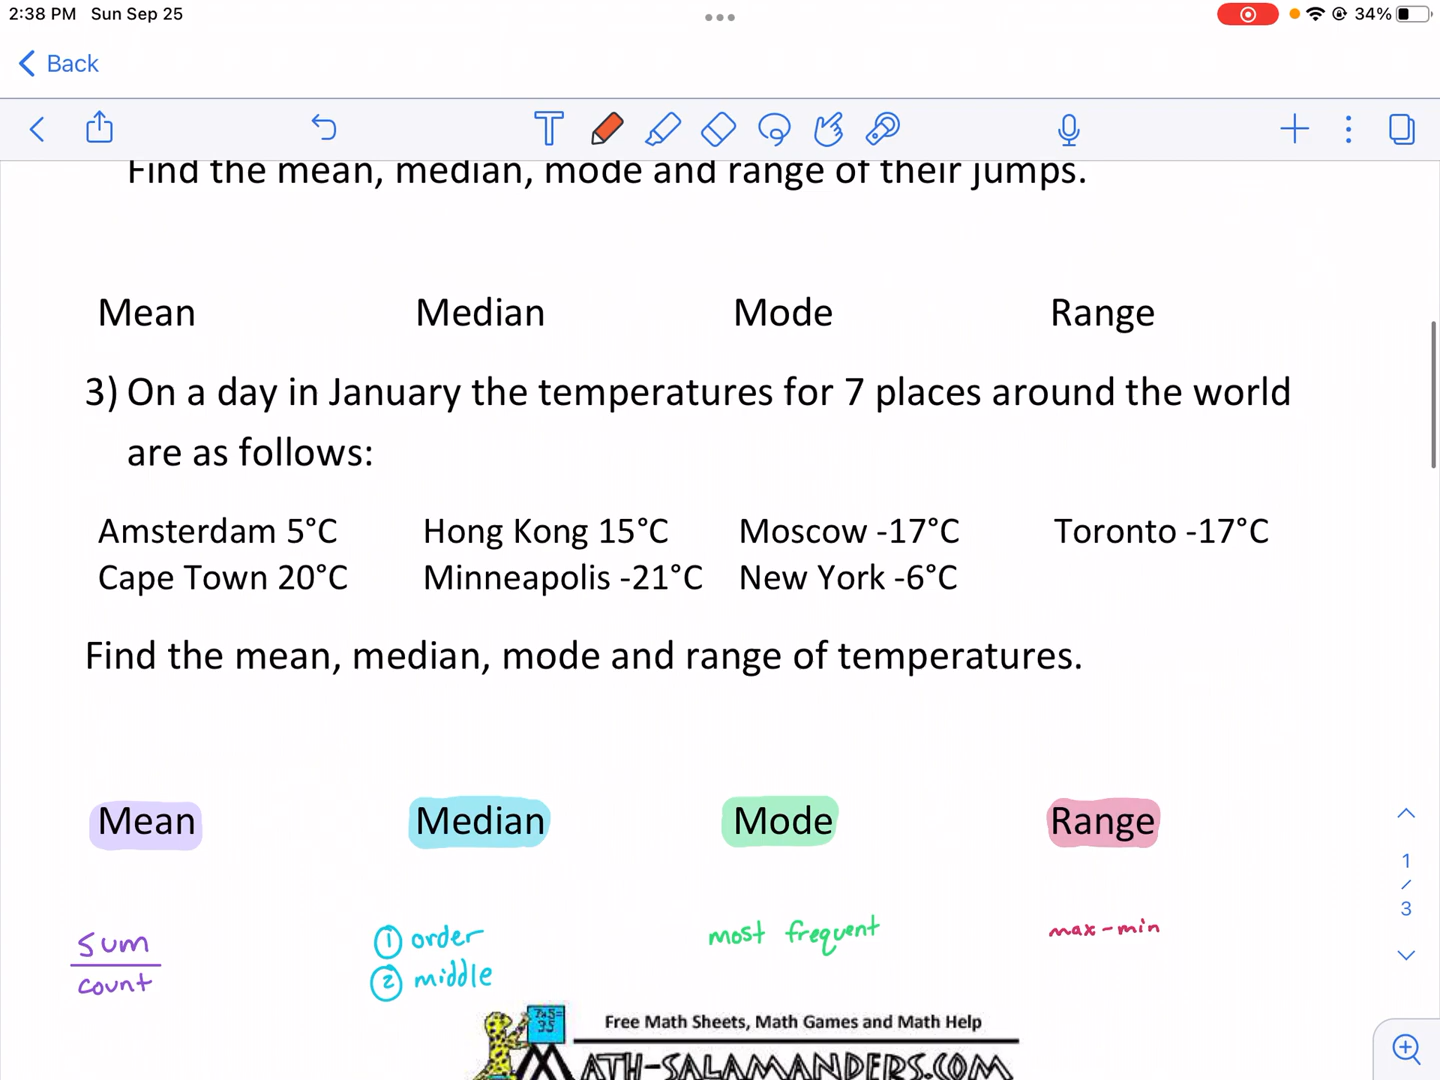 2:38 PM Sun Sep 25
34%
Back
Find the mean, median, mode and range of their jumps.
Mean Median Mode Range
3) On a day in January the temperatures for 7 places around the world
are as follows:
Amsterdam 5°C Hong Kong 15°C Moscow -17°C Toronto -17°C
Cape Town 20°C Minneapolis -21°C New York -6°C
Find the mean, median, mode and range of temperatures.
Mean Median Mode Range
sum
count
① order
② middle
most frequent
max - min
1
/
3
7x5=
35
Free Math Sheets, Math Games and Math Help
MATH-SALAMANDERS.COM